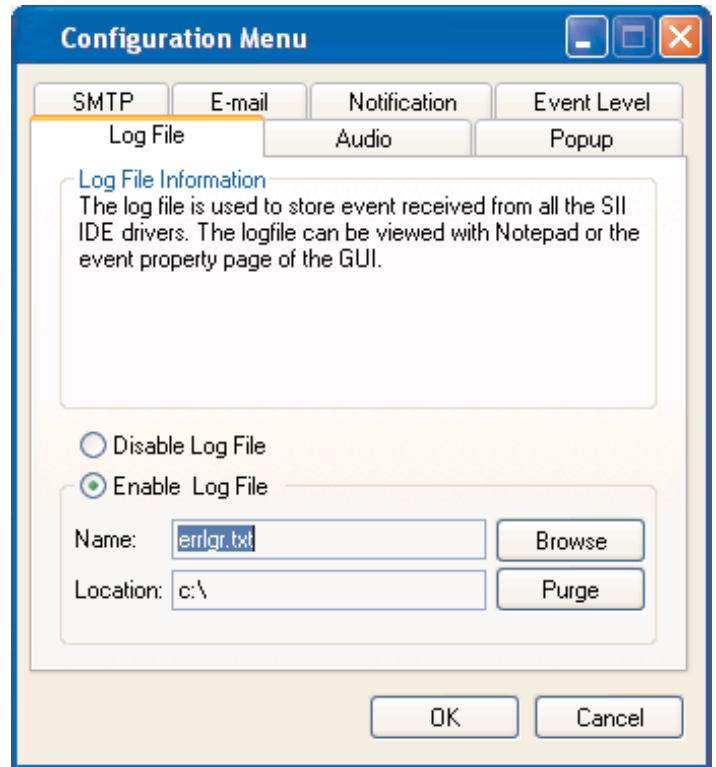 Configuration Menu
SMTP E-mail Notification Event Level
Log File Audio Popup
Log File Information
The log file is used to store event received from all the SII
IDE drivers. The logfile can be viewed with Notepad or the
event property page of the GUI.
Disable Log File
Enable Log File
Name: errlgr.txt Browse
Location: c:\ Purge
OK Cancel